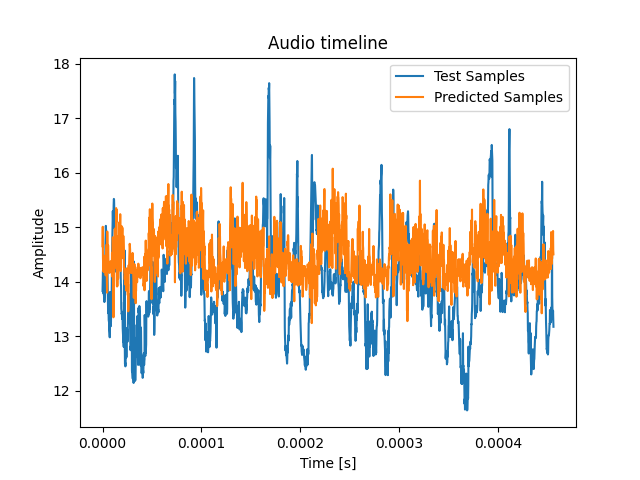 Audio timeline
Test Samples
Predicted Samples
18
17
16
15
14
13
12
Amplitude
0.0000
0.0001
0.0002
0.0003
0.0004
Time [s]